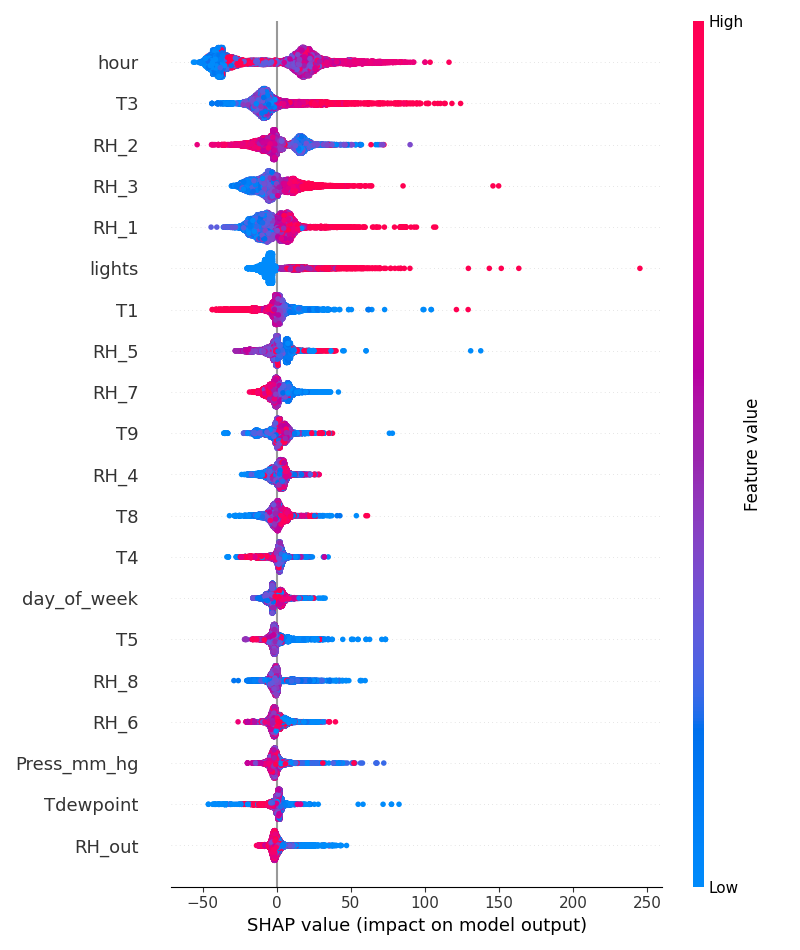 High
hour
T3
RH_2
RH_3
RH_1
lights
T1
RH_5
RH_7
T9
RH_4
T8
T4
day_of_week
T5
RH_8
RH_6
Press_mm_hg
Tdewpoint
RH_out
Feature value
Low
−50 0 50 100 150 200 250
SHAP value (impact on model output)